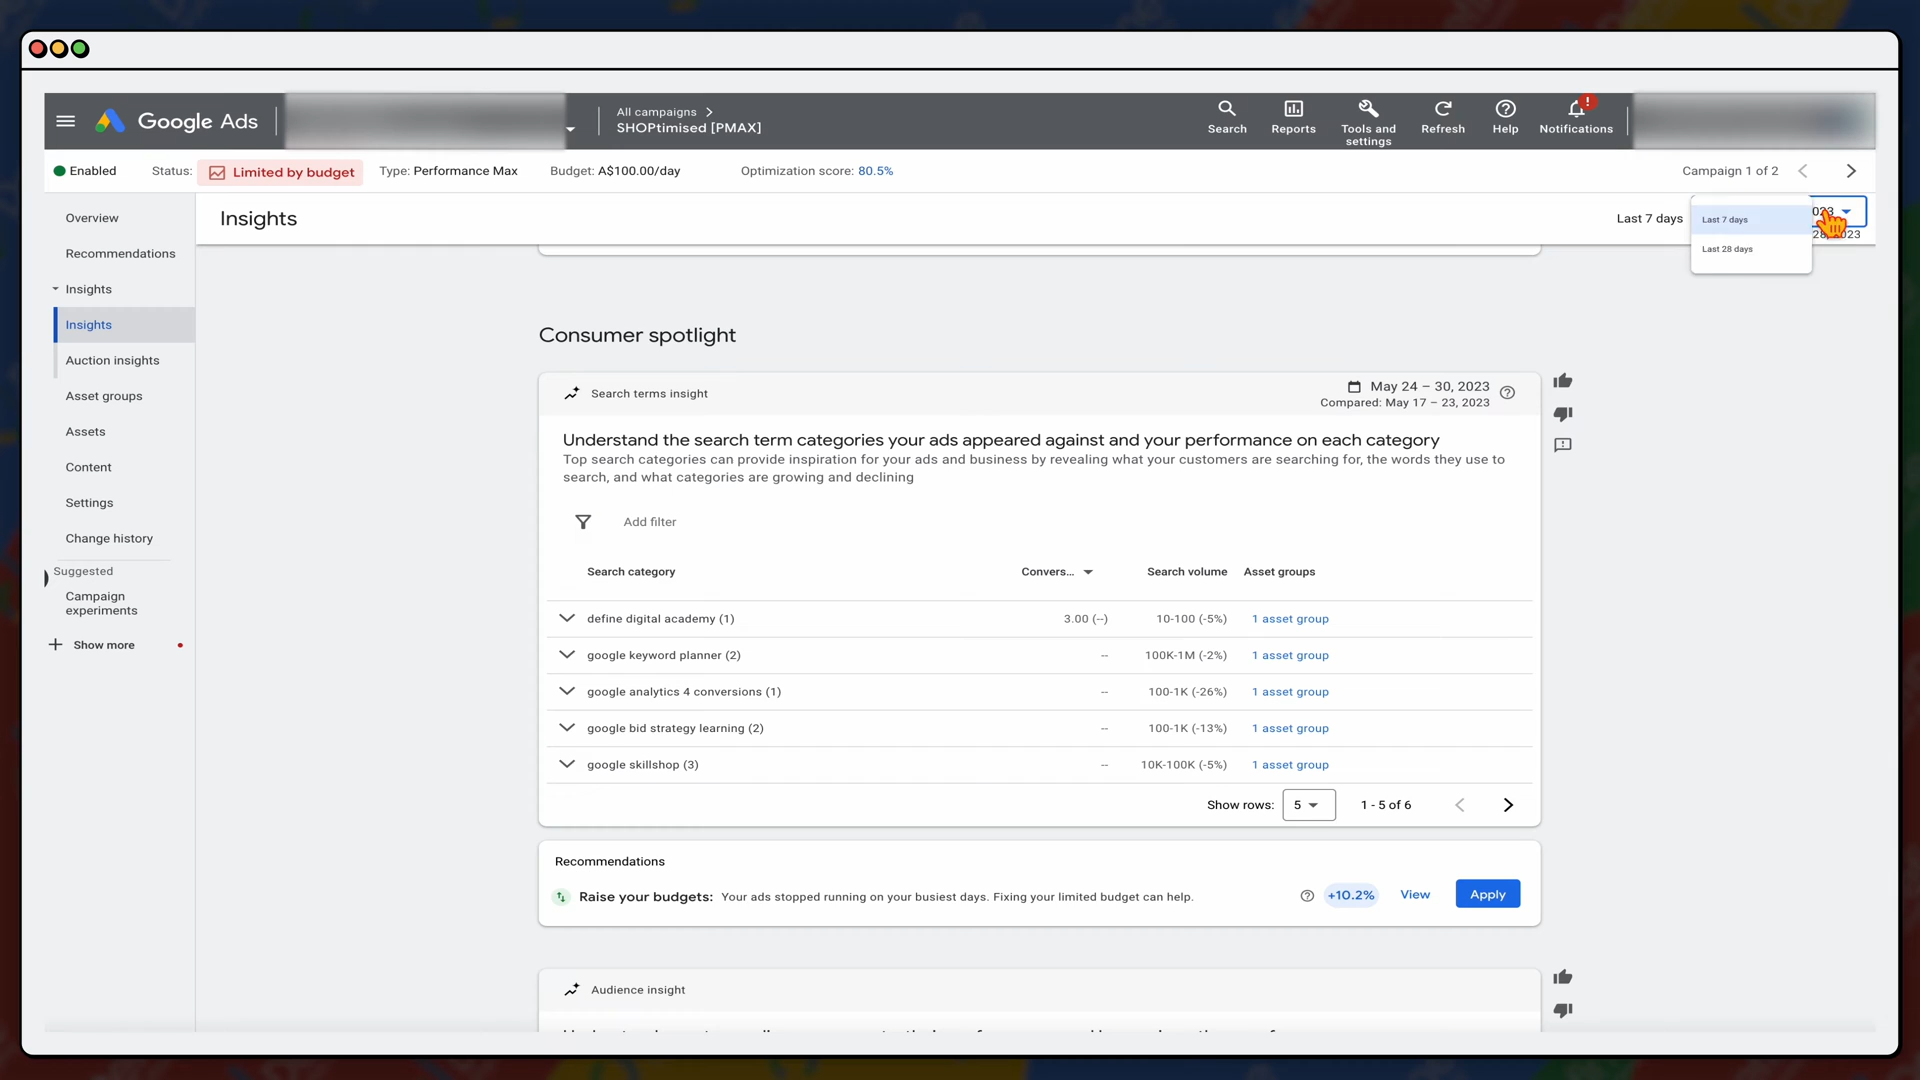 Google Ads
All campaigns
SHOPtimised [PMAX]
Search
Reports
Tools and
settings
Refresh
Help
!
Notifications
Enabled
Status:
Limited by budget
Type: Performance Max
Budget: A$100.00/day
Optimization score: 80.5%
Campaign 1 of 2
Overview
Recommendations
Insights
Insights
Auction insights
Asset groups
Assets
Content
Settings
Change history
Suggested
Campaign
experiments
Show more
Insights
Last 7 days
Last 7 days
Last 28 days
Consumer spotlight
Search terms insight
May 24 – 30, 2023
Compared: May 17 – 23, 2023
Understand the search term categories your ads appeared against and your performance on each category
Top search categories can provide inspiration for your ads and business by revealing what your customers are searching for, the words they use to
search, and what categories are growing and declining
Add filter
Search category Convers... Search volume Asset groups
define digital academy (1) 3.00 (--) 10-100 (-5%) 1 asset group
google keyword planner (2) -- 100K-1M (-2%) 1 asset group
google analytics 4 conversions (1) -- 100-1K (-26%) 1 asset group
google bid strategy learning (2) -- 100-1K (-13%) 1 asset group
google skillshop (3) -- 10K-100K (-5%) 1 asset group
Show rows: 5 1 - 5 of 6
Recommendations
Raise your budgets: Your ads stopped running on your busiest days. Fixing your limited budget can help.
+10.2% View Apply
Audience insight